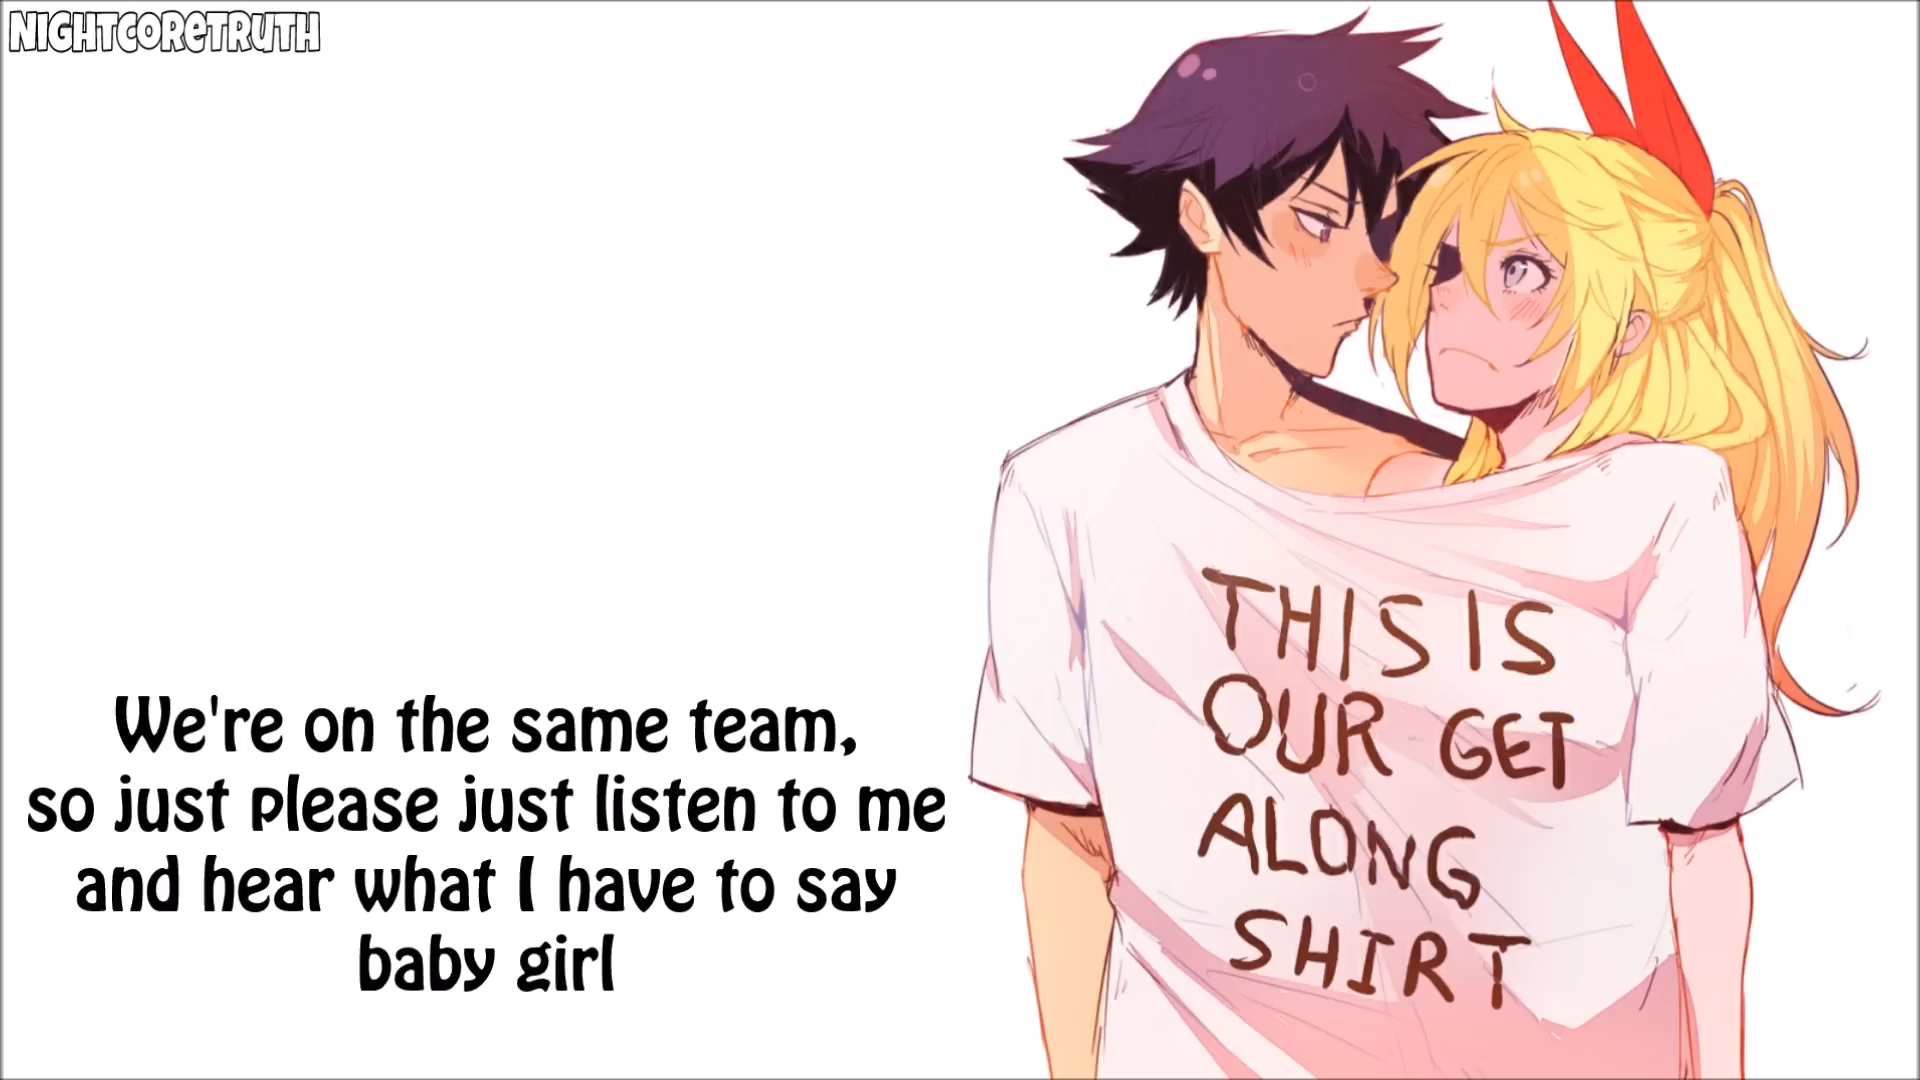 NIGHTCORETRUTH
We're on the same team,
so just please just listen to me
and hear what I have to say
baby girl
THIS IS
OUR GET
ALONG
SHIRT